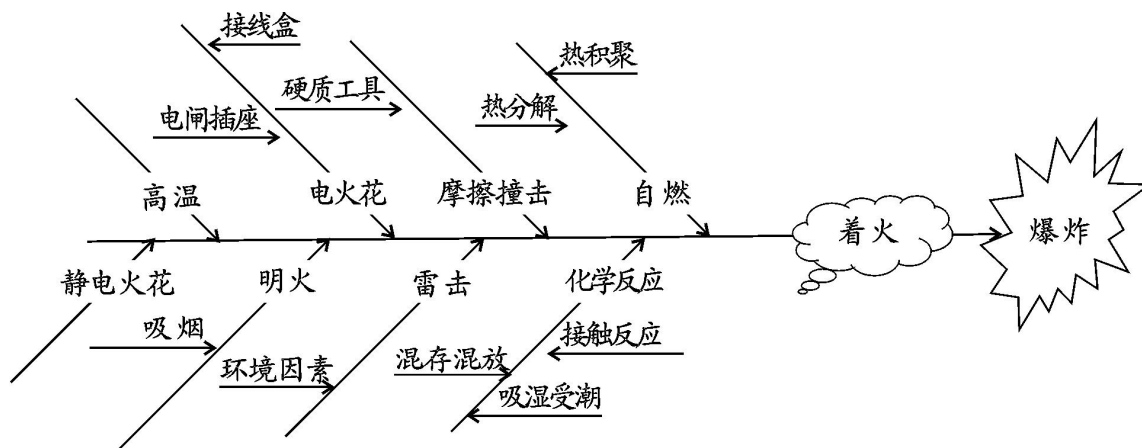 接线盒
热积聚
硬质工具
热分解
电闸插座
高温
电火花
摩擦撞击
自燃
着火
爆炸
静电火花
明火
雷击
化学反应
吸烟
接触反应
环境因素
混存混放
吸湿受潮